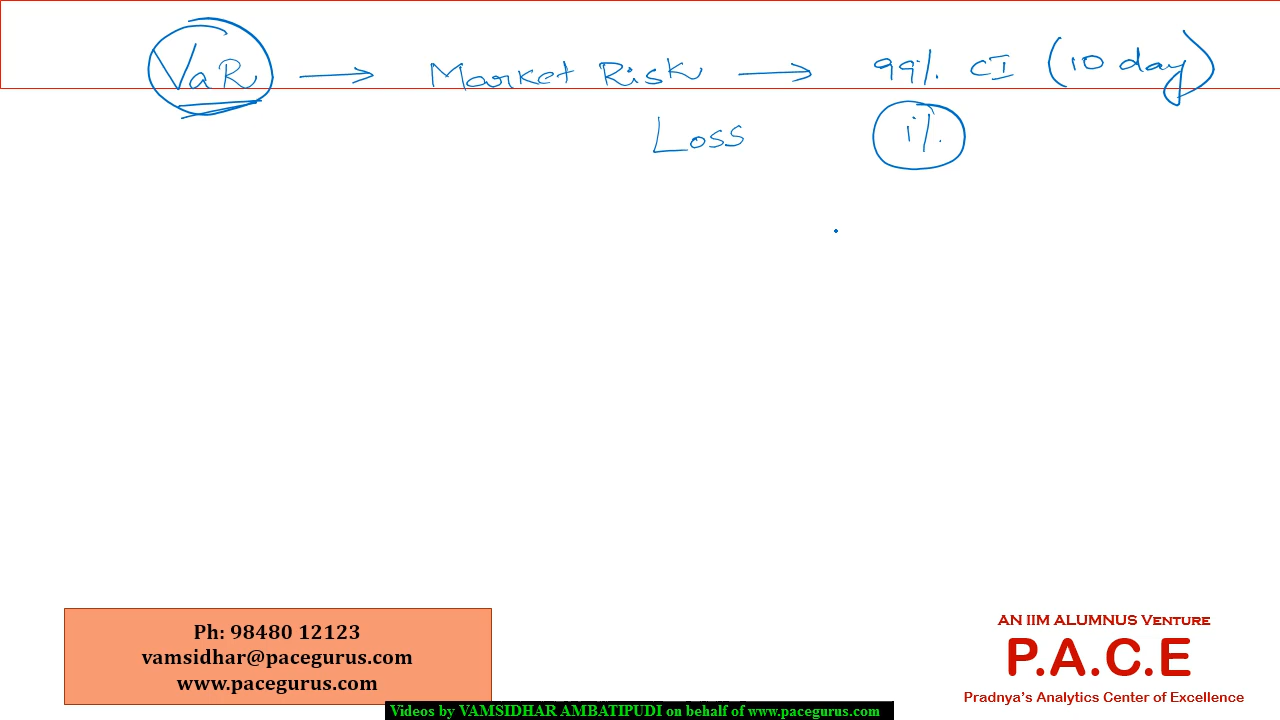 VaR → Market Risk → 99% CI (10 day)
Loss 1%
Ph: 98480 12123
vamsidhar@pacegurus.com
www.pacegurus.com
AN IIM ALUMNUS VENTURE
P.A.C.E
Pradnya's Analytics Center of Excellence
Videos by VAMSIDHAR AMBATIPUDI on behalf of www.pacegurus.com